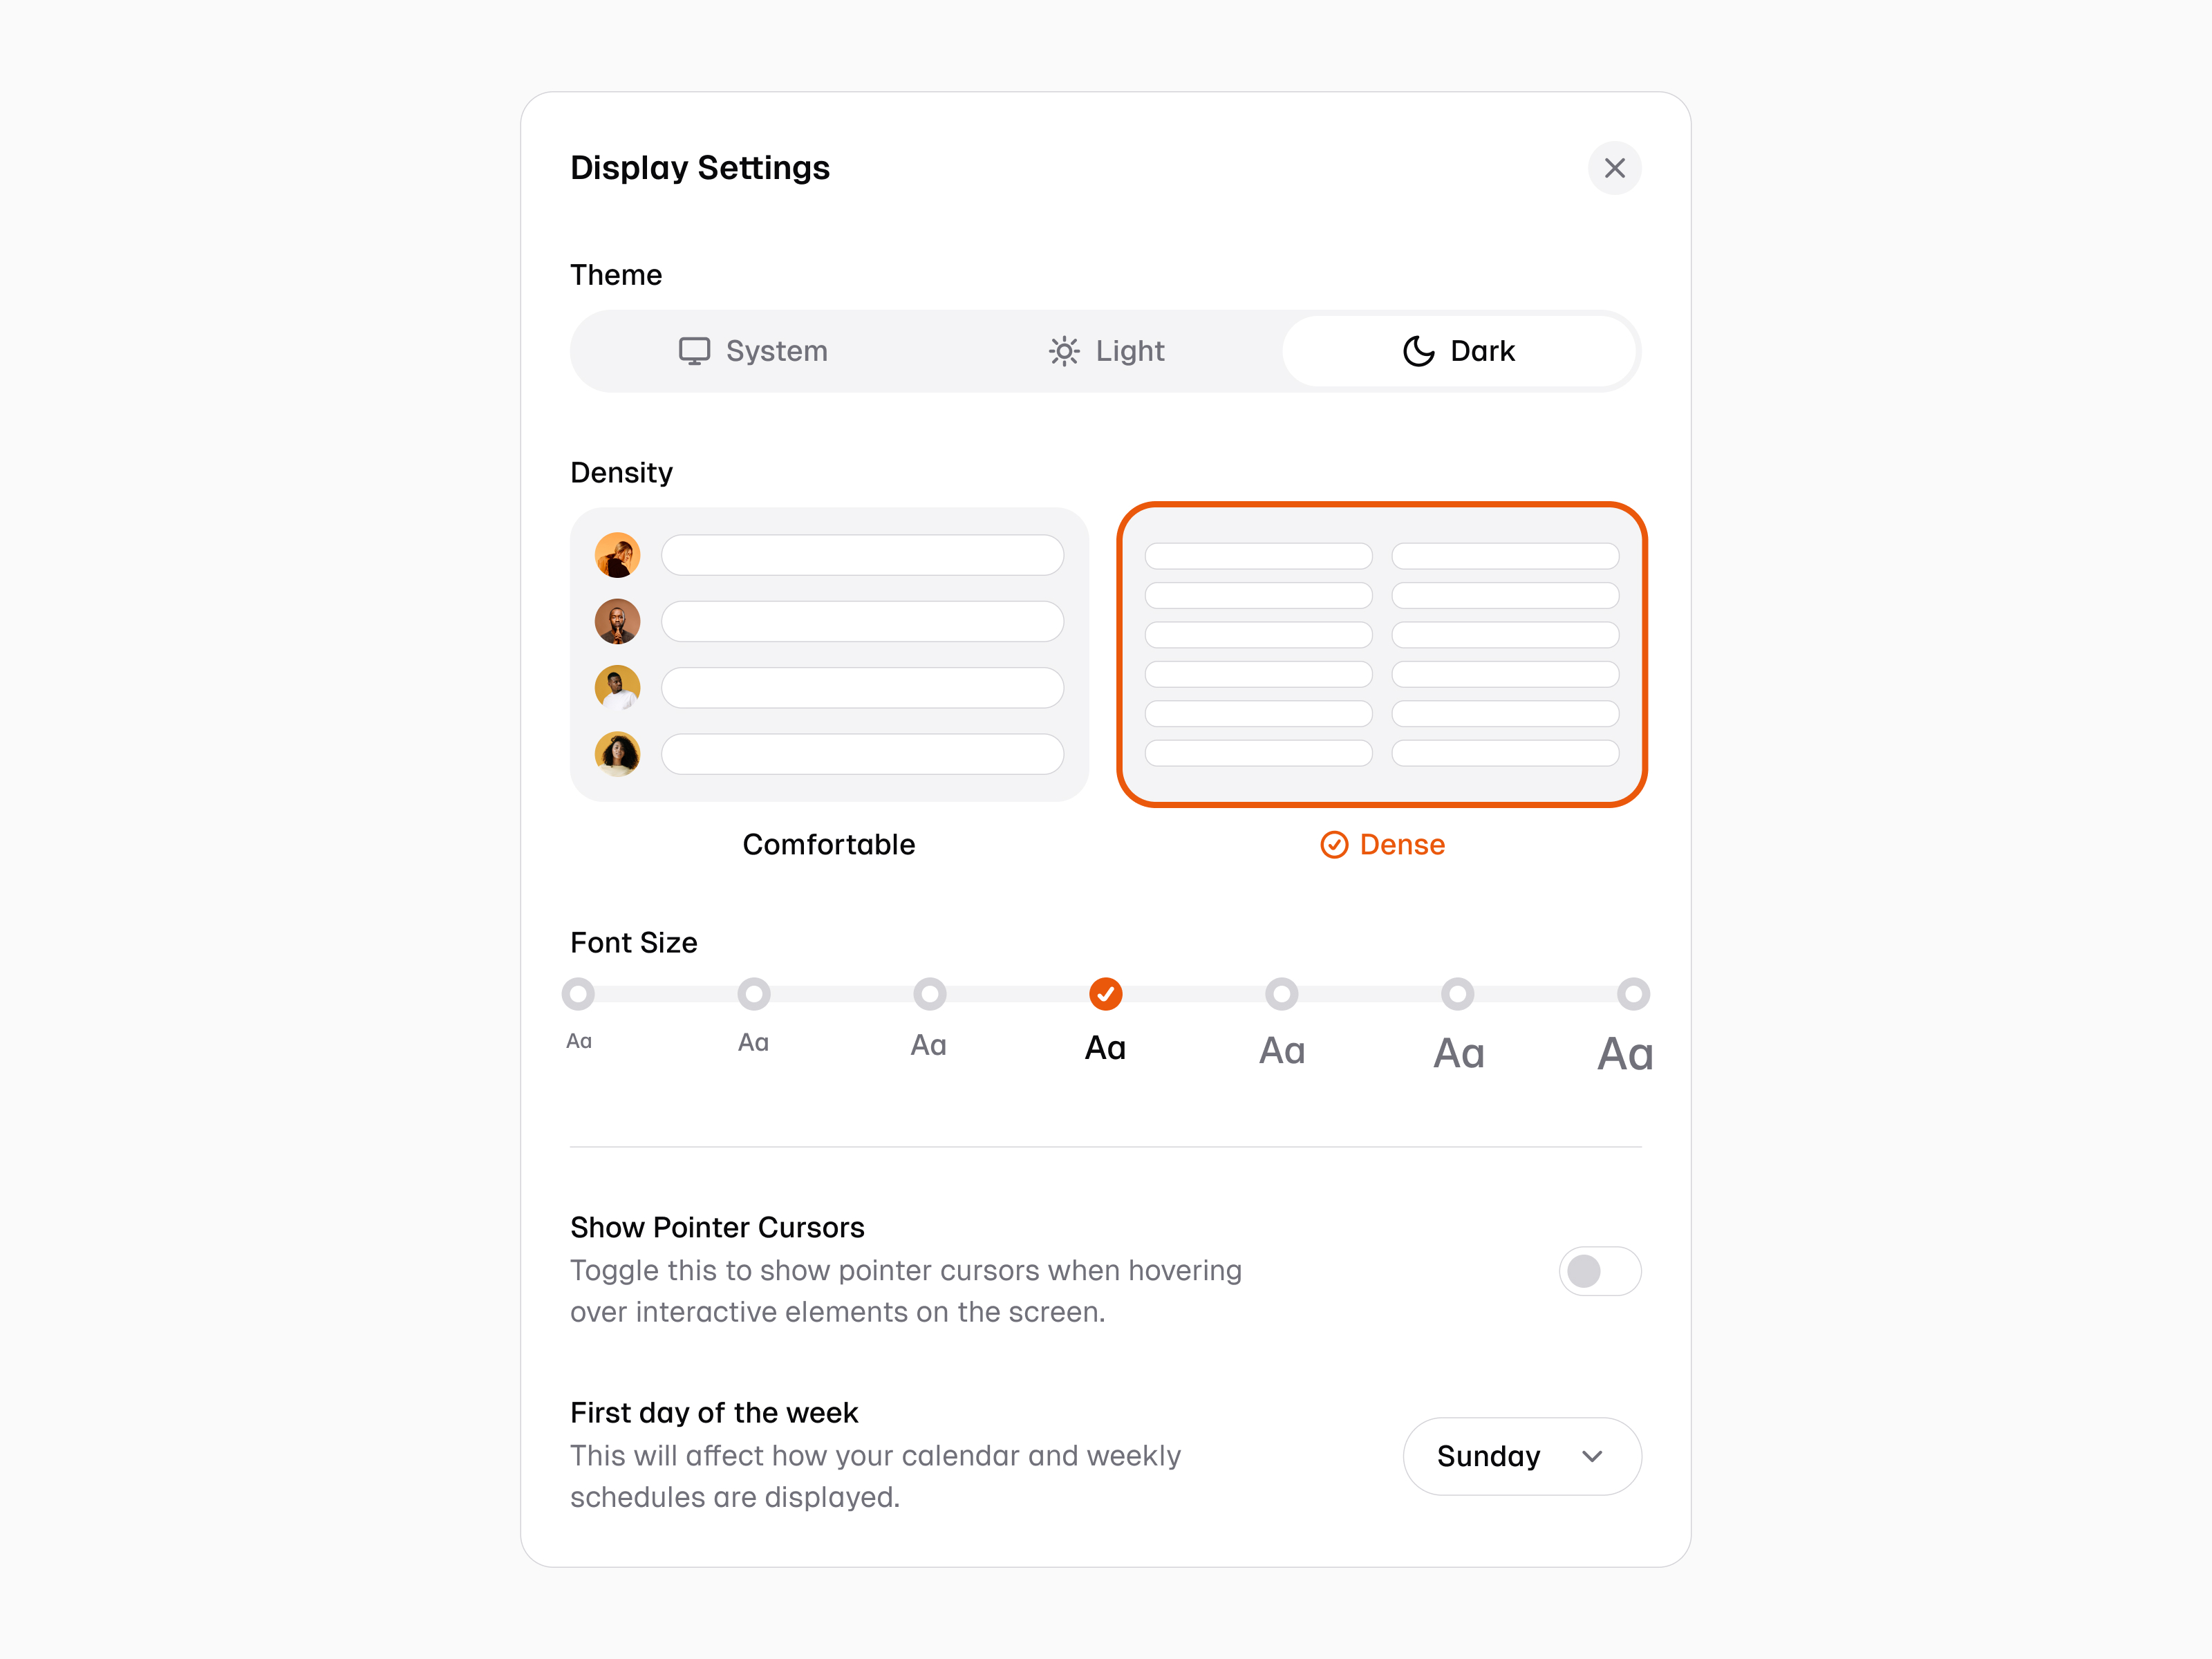 Display Settings
Theme
System
Light
Dark
Density
Comfortable
Dense
Font Size
Aa
Aa
Aa
Aa
Aa
Aa
Aa
Show Pointer Cursors
Toggle this to show pointer cursors when hovering
over interactive elements on the screen.
First day of the week
This will affect how your calendar and weekly
schedules are displayed.
Sunday